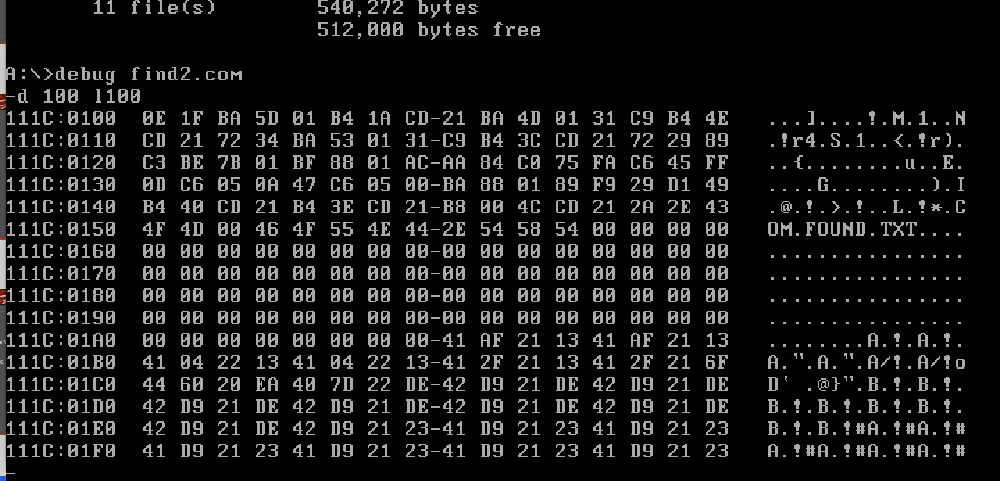 11 file(s) 540,272 bytes
512,000 bytes free
A:\>debug find2.com
-d 100 l100
111C:0100 0E 1F BA 5D 01 B4 1A CD-21 BA 4D 01 31 C9 B4 4E ...]....!.M.1..N
111C:0110 CD 21 72 34 BA 53 01 31-C9 B4 3C CD 21 72 29 89 .!r4.S.1..<.!r).
111C:0120 C3 BE 7B 01 BF 88 01 AC-AA 84 C0 75 FA C6 45 FF ..{........u..E.
111C:0130 0D C6 05 0A 47 C6 05 00-BA 88 01 89 F9 29 D1 49 ....G........).I
111C:0140 B4 40 CD 21 B4 3E CD 21-B8 00 4C CD 21 2A 2E 43 .@.!.>.!..L.!*.C
111C:0150 4F 4D 00 46 4F 55 4E 44-2E 54 58 54 00 00 00 00 OM.FOUND.TXT....
111C:0160 00 00 00 00 00 00 00 00-00 00 00 00 00 00 00 00 ................
111C:0170 00 00 00 00 00 00 00 00-00 00 00 00 00 00 00 00 ................
111C:0180 00 00 00 00 00 00 00 00-00 00 00 00 00 00 00 00 ................
111C:0190 00 00 00 00 00 00 00 00-00 00 00 00 00 00 00 00 ................
111C:01A0 00 00 00 00 00 00 00 00-41 AF 21 13 41 AF 21 13 ........A.!.A.!.
111C:01B0 41 04 22 13 41 04 22 13-41 2F 21 13 41 2F 21 6F A.".A.".A/!.A/!o
111C:01C0 44 60 20 EA 40 7D 22 DE-42 D9 21 DE 42 D9 21 DE D` .@}".B.!.B.!.
111C:01D0 42 D9 21 DE 42 D9 21 DE-42 D9 21 DE 42 D9 21 DE B.!.B.!.B.!.B.!.
111C:01E0 42 D9 21 DE 42 D9 21 23-41 D9 21 23 41 D9 21 23 B.!.B.!#A.!#A.!#
111C:01F0 41 D9 21 23 41 D9 21 23-41 D9 21 23 41 D9 21 23 A.!#A.!#A.!#A.!#
-